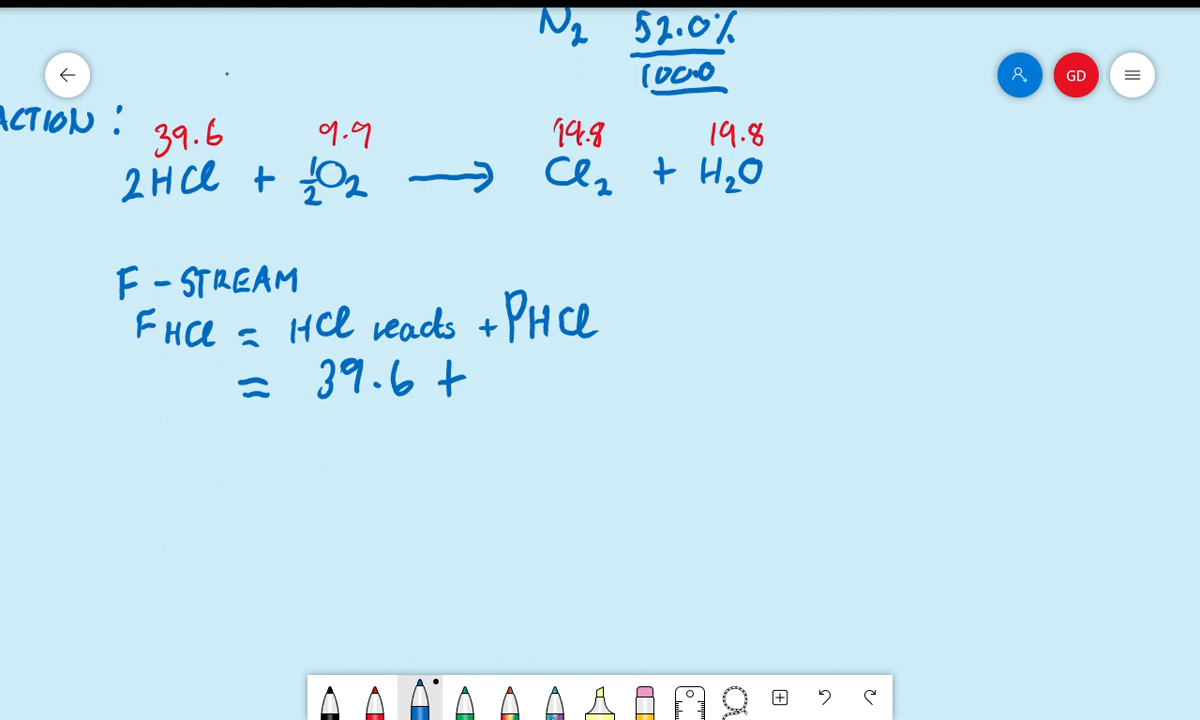 N2 52.0%
100.0
ACTION :
39.6 9.9 19.8 19.8
2HCl + 1/2O2 → Cl2 + H2O
F - STREAM
FHCl = HCl reacts + PHCl
= 39.6 +
GD